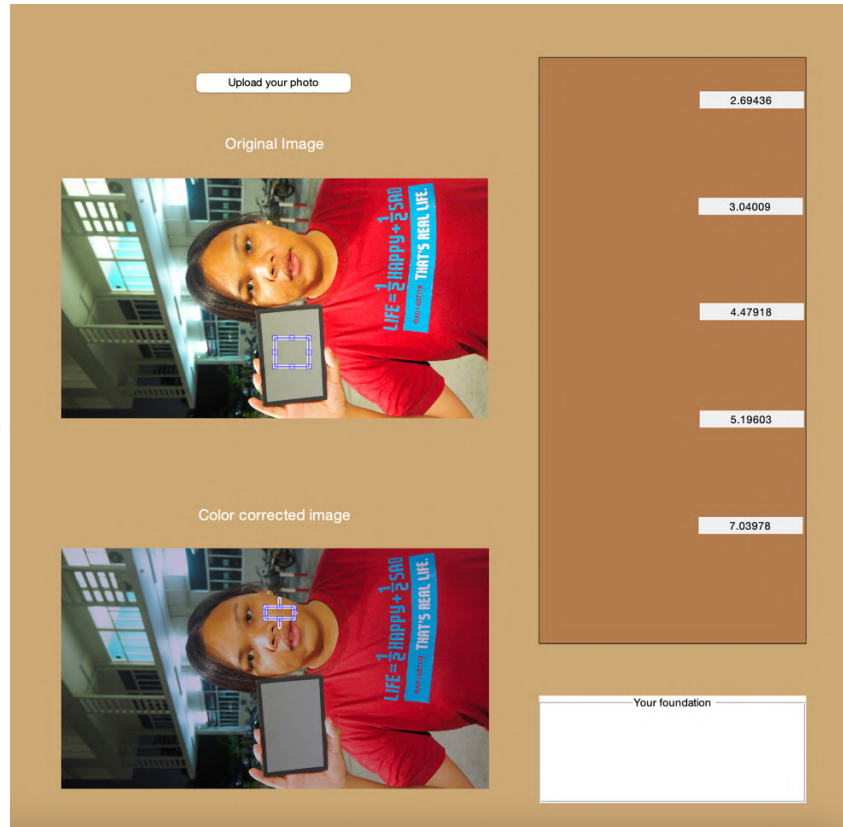 Upload your photo
Original Image
LIFE = 1/2 HAPPY + 1/2 SAD
THAT'S REAL LIFE.
Color corrected image
LIFE = 1/2 HAPPY + 1/2 SAD
THAT'S REAL LIFE.
2.69436
3.04009
4.47918
5.19603
7.03978
Your foundation